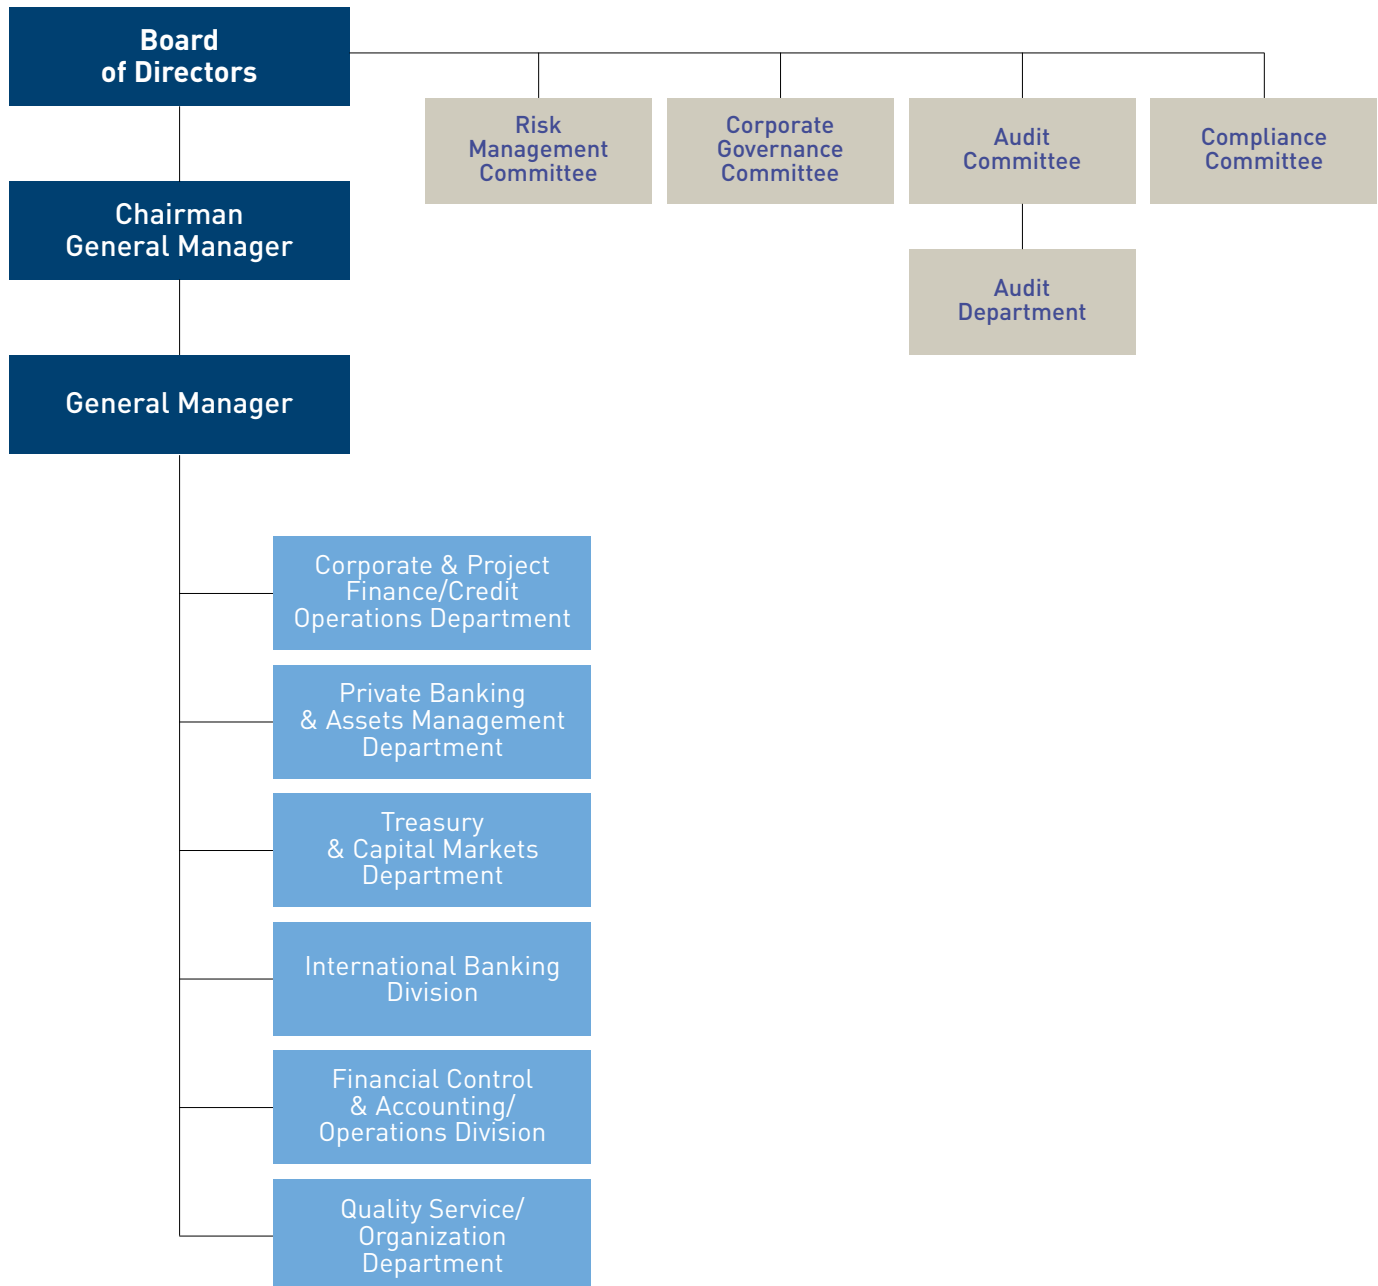 Board
of Directors
Risk
Management
Committee
Corporate
Governance
Committee
Audit
Committee
Compliance
Committee
Chairman
General Manager
Audit
Department
General Manager
Corporate & Project
Finance/Credit
Operations Department
Private Banking
& Assets Management
Department
Treasury
& Capital Markets
Department
International Banking
Division
Financial Control
& Accounting/
Operations Division
Quality Service/
Organization
Department